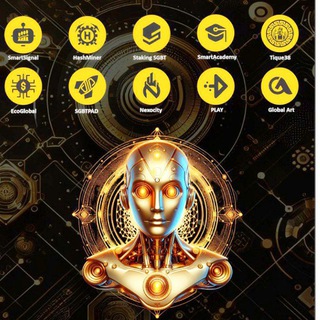 SmartSignal HashMiner Staking SGBT SmartAcademy Tique38
EcoGlobal SGBTPAD Nexocity PLAY Global Art